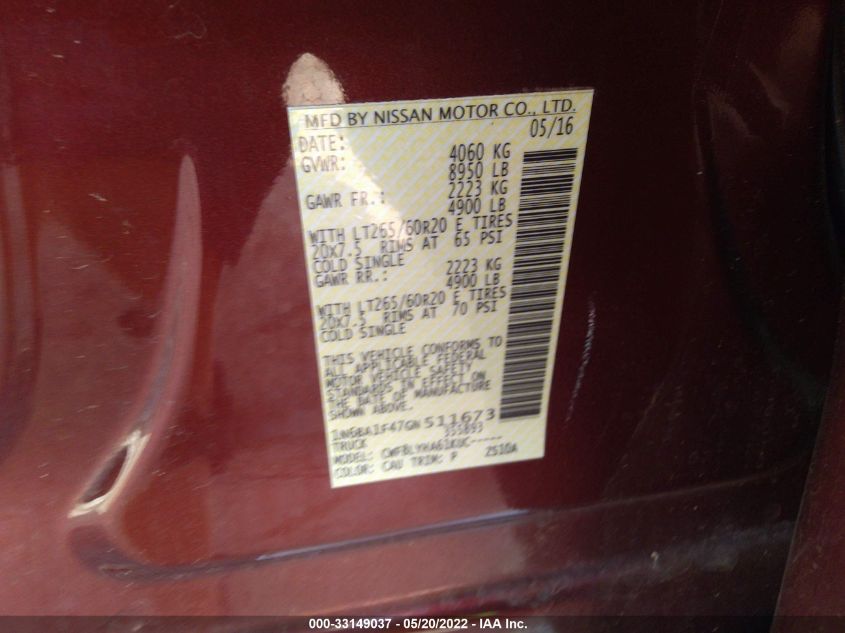 MFD BY NISSAN MOTOR CO., LTD.
DATE: 05/16
GVWR: 4060 KG
8950 LB
GAWR FR.: 2223 KG
4900 LB
WITH LT265/60R20 E TIRES
20X7.5 RIMS AT 65 PSI
COLD SINGLE
GAWR RR.: 2223 KG
4900 LB
WITH LT265/60R20 E TIRES
20X7.5 RIMS AT 70 PSI
COLD SINGLE
THIS VEHICLE CONFORMS TO
ALL APPLICABLE FEDERAL
MOTOR VEHICLE SAFETY
STANDARDS IN EFFECT ON
THE DATE OF MANUFACTURE
SHOWN ABOVE.
1N6BA1F47GN511673
TRUCK
MODEL: CWFBLYHA61KUC-----
COLOR: CAU TRIM: P 2S10A
000-33149037 - 05/20/2022 - IAA Inc.